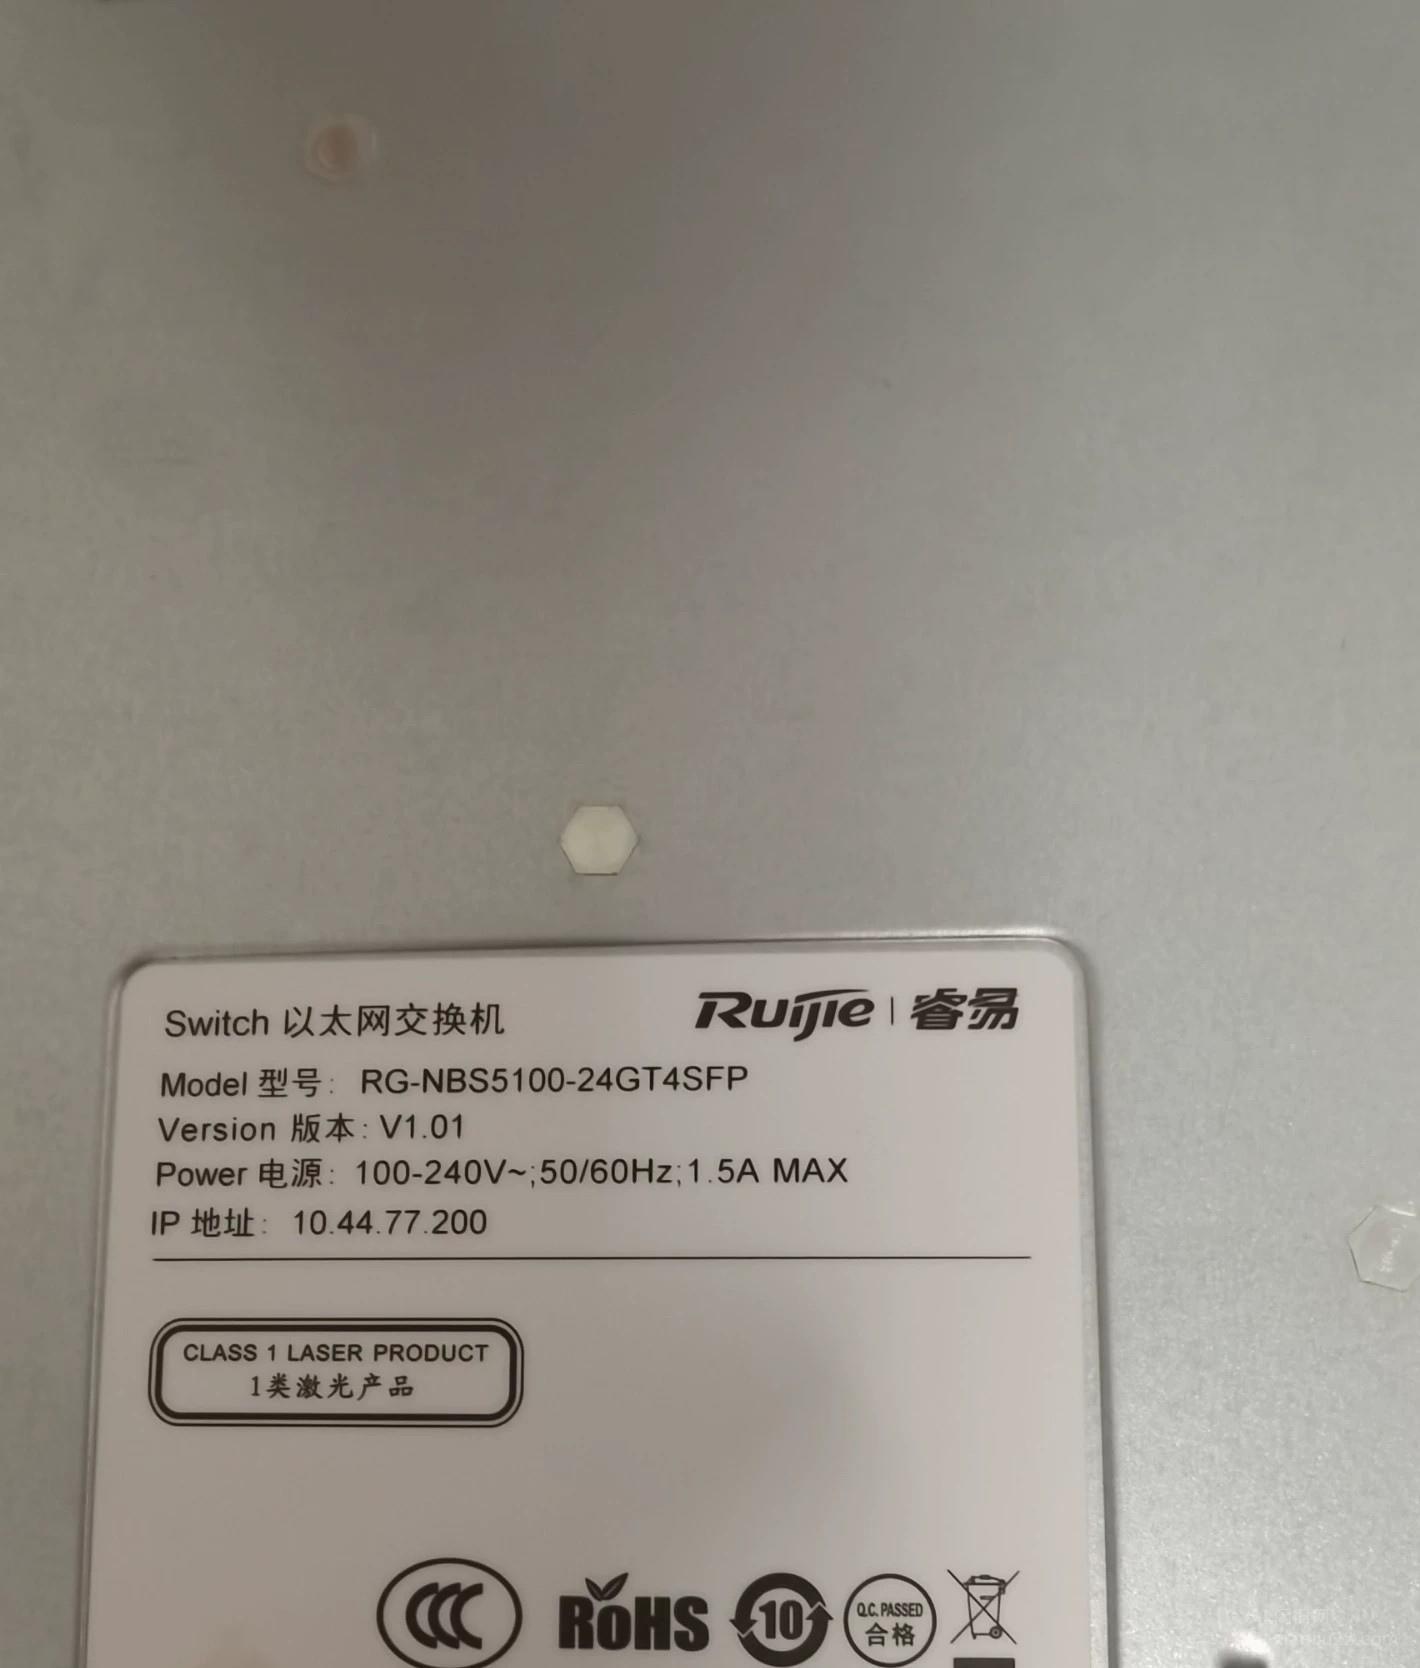 Switch 以太网交换机
Ruijie | 睿易
Model 型号: RG-NBS5100-24GT4SFP
Version 版本: V1.01
Power 电源: 100-240V~;50/60Hz;1.5A MAX
IP 地址: 10.44.77.200
CLASS 1 LASER PRODUCT
1类激光产品
CCC
RoHS
10
Q.C. PASSED
合格